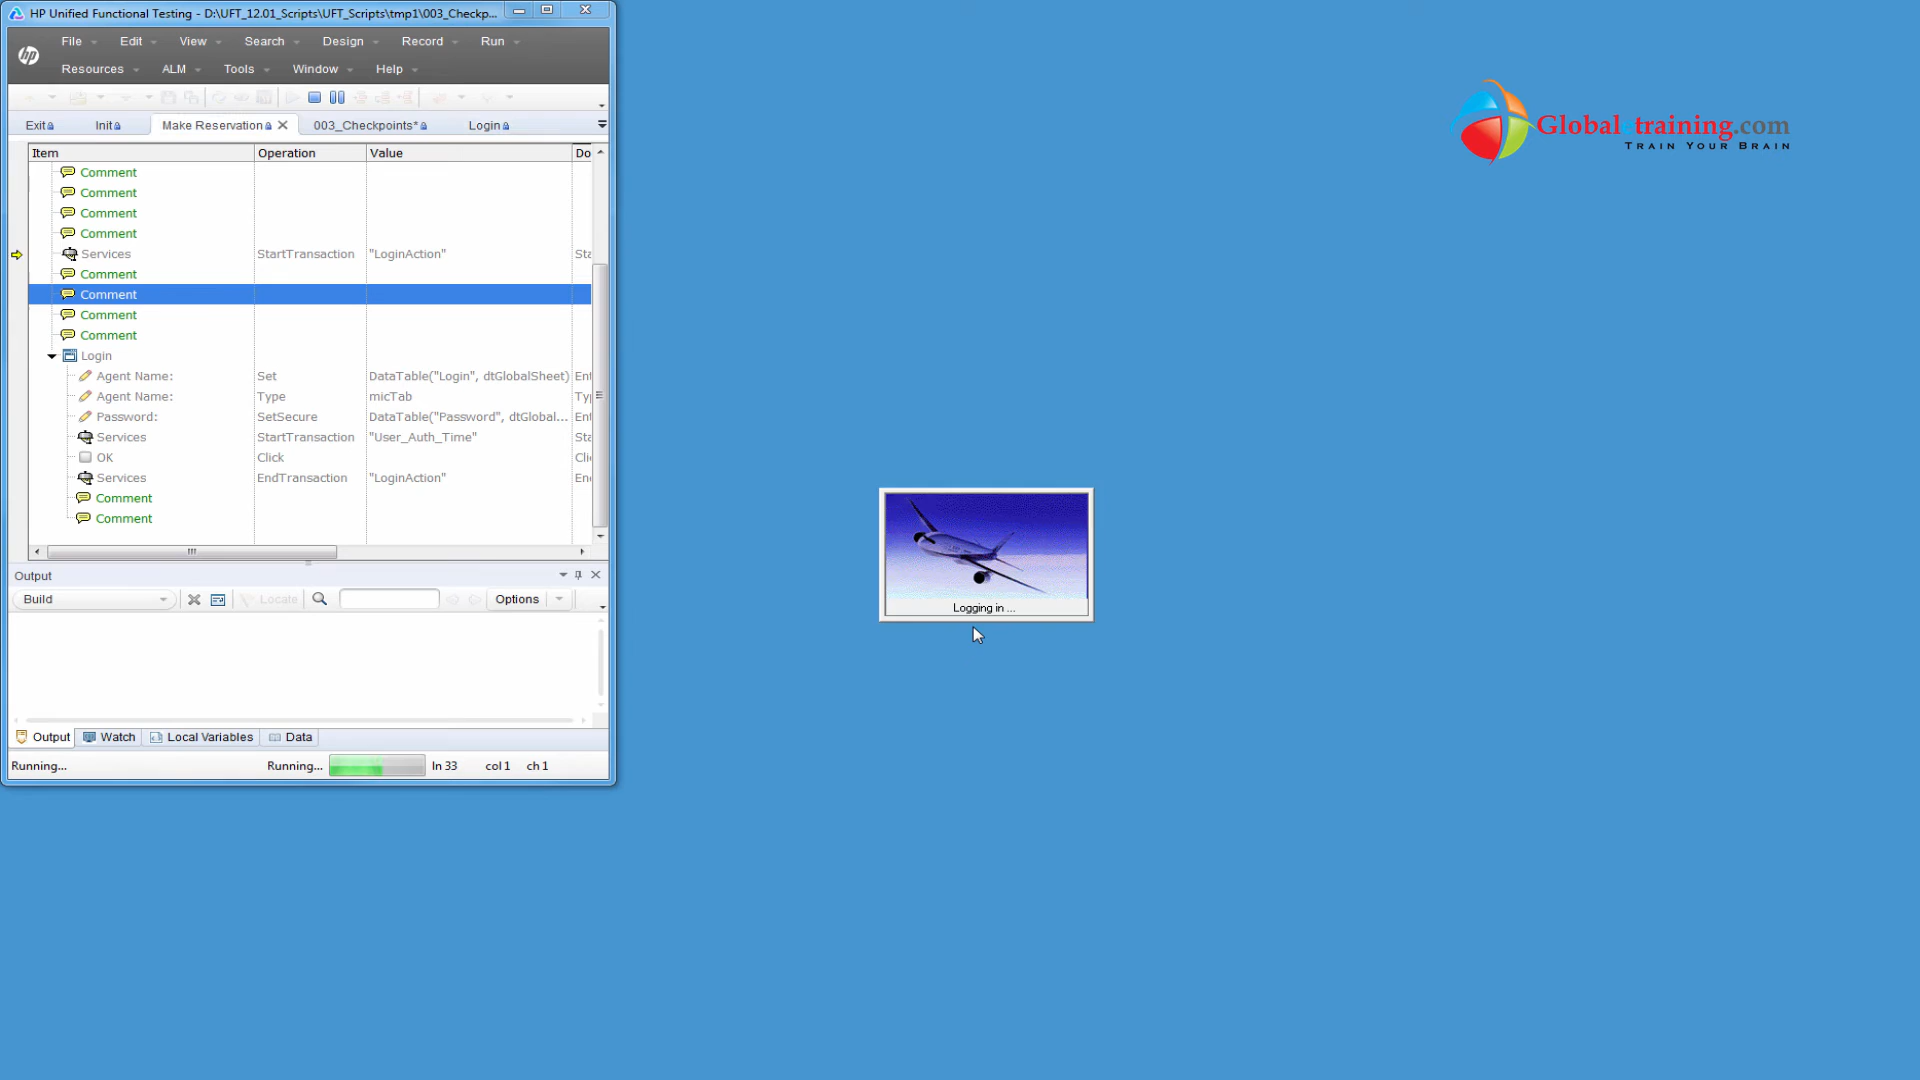 HP Unified Functional Testing - D:\UFT_12.01_Scripts\UFT_Scripts\tmp1\003_Checkp...
File Edit View Search Design Record Run
Resources ALM Tools Window Help
Exit Init Make Reservation 003_Checkpoints* Login
Item Operation Value Do
Comment
Comment
Comment
Comment
Services StartTransaction "LoginAction" Sta
Comment
Comment
Comment
Comment
Login
Agent Name: Set DataTable("Login", dtGlobalSheet) Ent
Agent Name: Type micTab Typ
Password: SetSecure DataTable("Password", dtGlobal... Ent
Services StartTransaction "User_Auth_Time" Sta
OK Click Cli
Services EndTransaction "LoginAction" End
Comment
Comment
Output
Build Locate Options
Output Watch Local Variables Data
Running... Running... ln 33 col 1 ch 1
Logging in ...
Global etraining.com
TRAIN YOUR BRAIN
hp